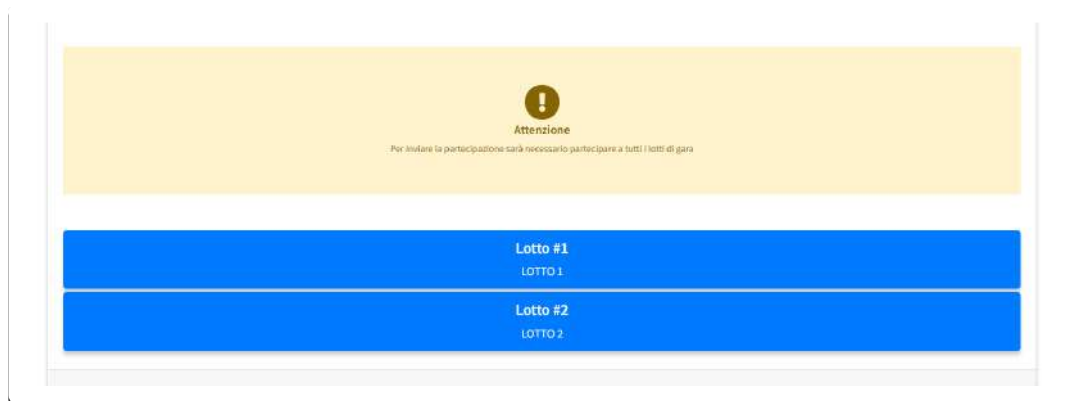 Attenzione
Per inviare la partecipazione sarà necessario partecipare a tutti i lotti di gara
Lotto #1
LOTTO 1
Lotto #2
LOTTO 2